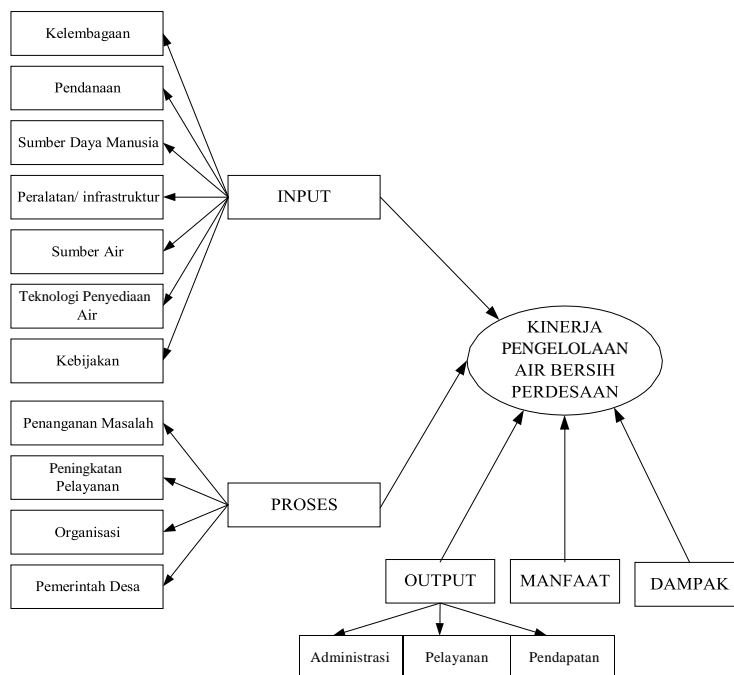 Kelembagaan
Pendanaan
Sumber Daya Manusia
Peralatan/ infrastruktur
INPUT
Sumber Air
Teknologi Penyediaan
Air
Kebijakan
KINERJA
PENGELOLAAN
AIR BERSIH
PERDESAAN
Penanganan Masalah
Peningkatan
Pelayanan
PROSES
Organisasi
Pemerintah Desa
OUTPUT
MANFAAT
DAMPAK
Administrasi
Pelayanan
Pendapatan